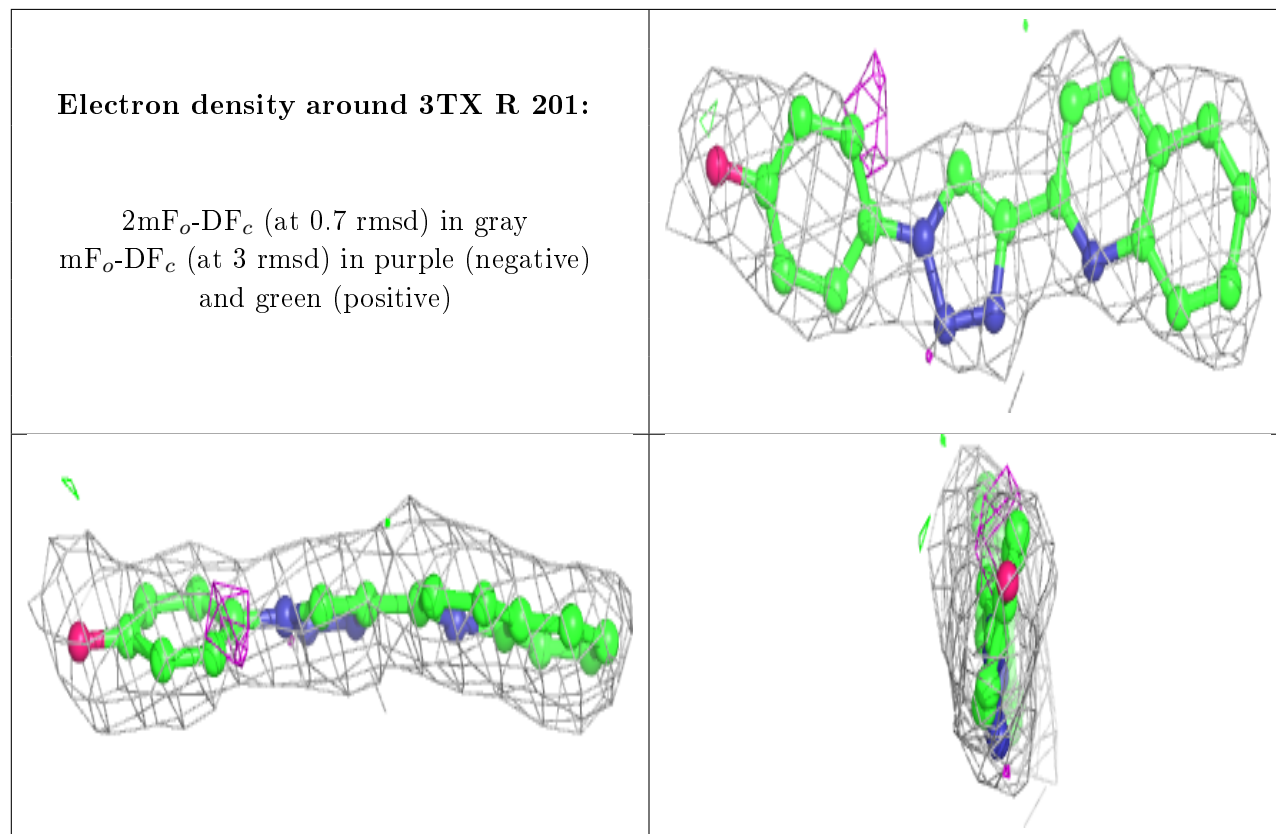 Electron density around 3TX R 201:
2mFo-DFc (at 0.7 rmsd) in gray
mFo-DFc (at 3 rmsd) in purple (negative)
and green (positive)